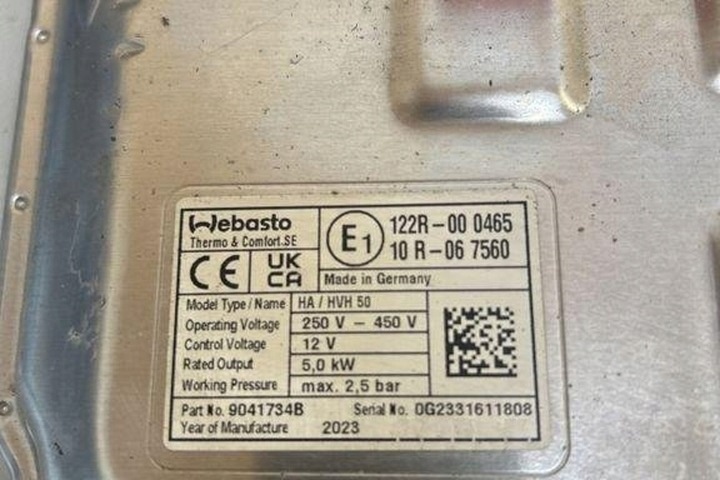 Webasto
Thermo & Comfort SE
CE
UK
CA
E1
122R-00 0465
10 R-06 7560
Made in Germany
Model Type / Name HA / HVH 50
Operating Voltage 250 V - 450 V
Control Voltage 12 V
Rated Output 5,0 kW
Working Pressure max. 2,5 bar
Part No. 9041734B Serial No. 0G2331611808
Year of Manufacture 2023